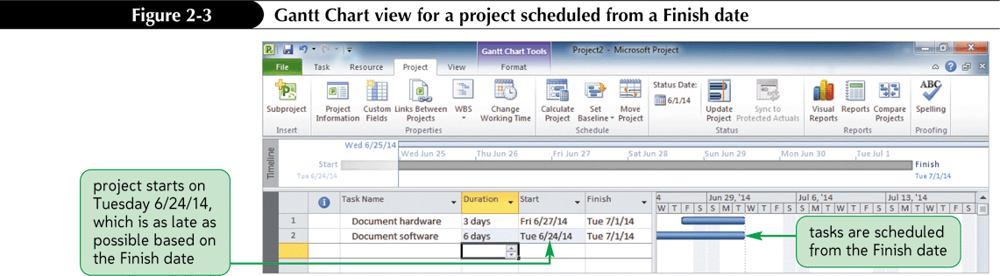 Figure 2-3 Gantt Chart view for a project scheduled from a Finish date
Gantt Chart Tools Project2 - Microsoft Project
File Task Resource Project View Format
Subproject
Project Information
Custom Fields
Links Between Projects
WBS
Change Working Time
Calculate Project
Set Baseline
Move Project
Status Date:
6/1/14
Update Project
Sync to Protected Actuals
Visual Reports
Reports
Compare Projects
ABC
Spelling
Insert Properties Schedule Status Reports Proofing
Timeline
Wed 6/25/14
Wed Jun 25 Thu Jun 26 Fri Jun 27 Sat Jun 28 Sun Jun 29 Mon Jun 30 Tue Jul 1
Start
Tue 6/24/14
Finish
Tue 7/1/14
project starts on
Tuesday 6/24/14,
which is as late as
possible based on
the Finish date
Task Name Duration Start Finish
4 Jun 29, '14 Jul 6, '14 Jul 13, '14
W T F S S M T W T F S S M T W T F S S M T W T F S
1 Document hardware 3 days Fri 6/27/14 Tue 7/1/14
2 Document software 6 days Tue 6/24/14 Tue 7/1/14
tasks are scheduled
from the Finish date